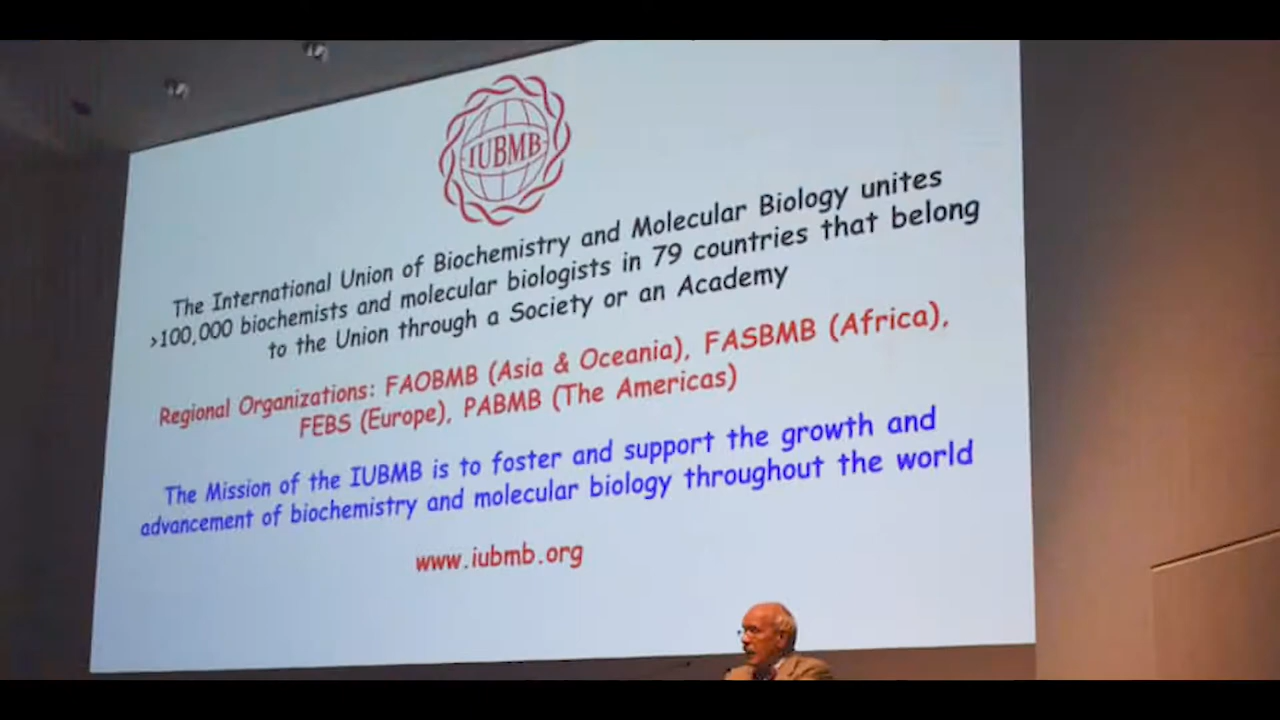 IUBMB
The International Union of Biochemistry and Molecular Biology unites
>100,000 biochemists and molecular biologists in 79 countries that belong
to the Union through a Society or an Academy
Regional Organizations: FAOBMB (Asia & Oceania), FASBMB (Africa),
FEBS (Europe), PABMB (The Americas)
The Mission of the IUBMB is to foster and support the growth and
advancement of biochemistry and molecular biology throughout the world
www.iubmb.org